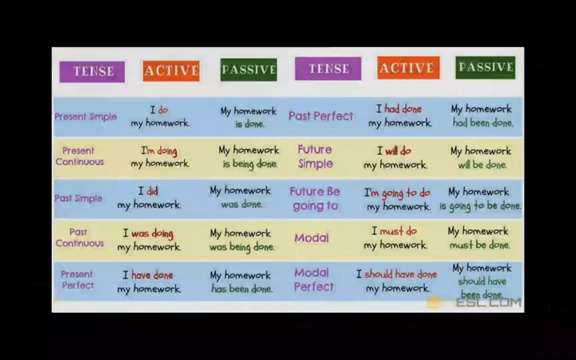 TENSE ACTIVE PASSIVE TENSE ACTIVE PASSIVE
Present Simple
I do
my homework.
My homework
is done.
Past Perfect
I had done
my homework.
My homework
had been done.
Present
Continuous
I'm doing
my homework.
My homework
is being done.
Future
Simple
I will do
my homework.
My homework
will be done.
Past Simple
I did
my homework.
My homework
was done.
Future Be
going to
I'm going to do
my homework.
My homework
is going to be done.
Past
Continuous
I was doing
my homework.
My homework
was being done.
Modal
I must do
my homework.
My homework
must be done.
Present
Perfect
I have done
my homework.
My homework
has been done.
Modal
Perfect
I should have done
my homework.
My homework
should have
been done.
ESL.COM